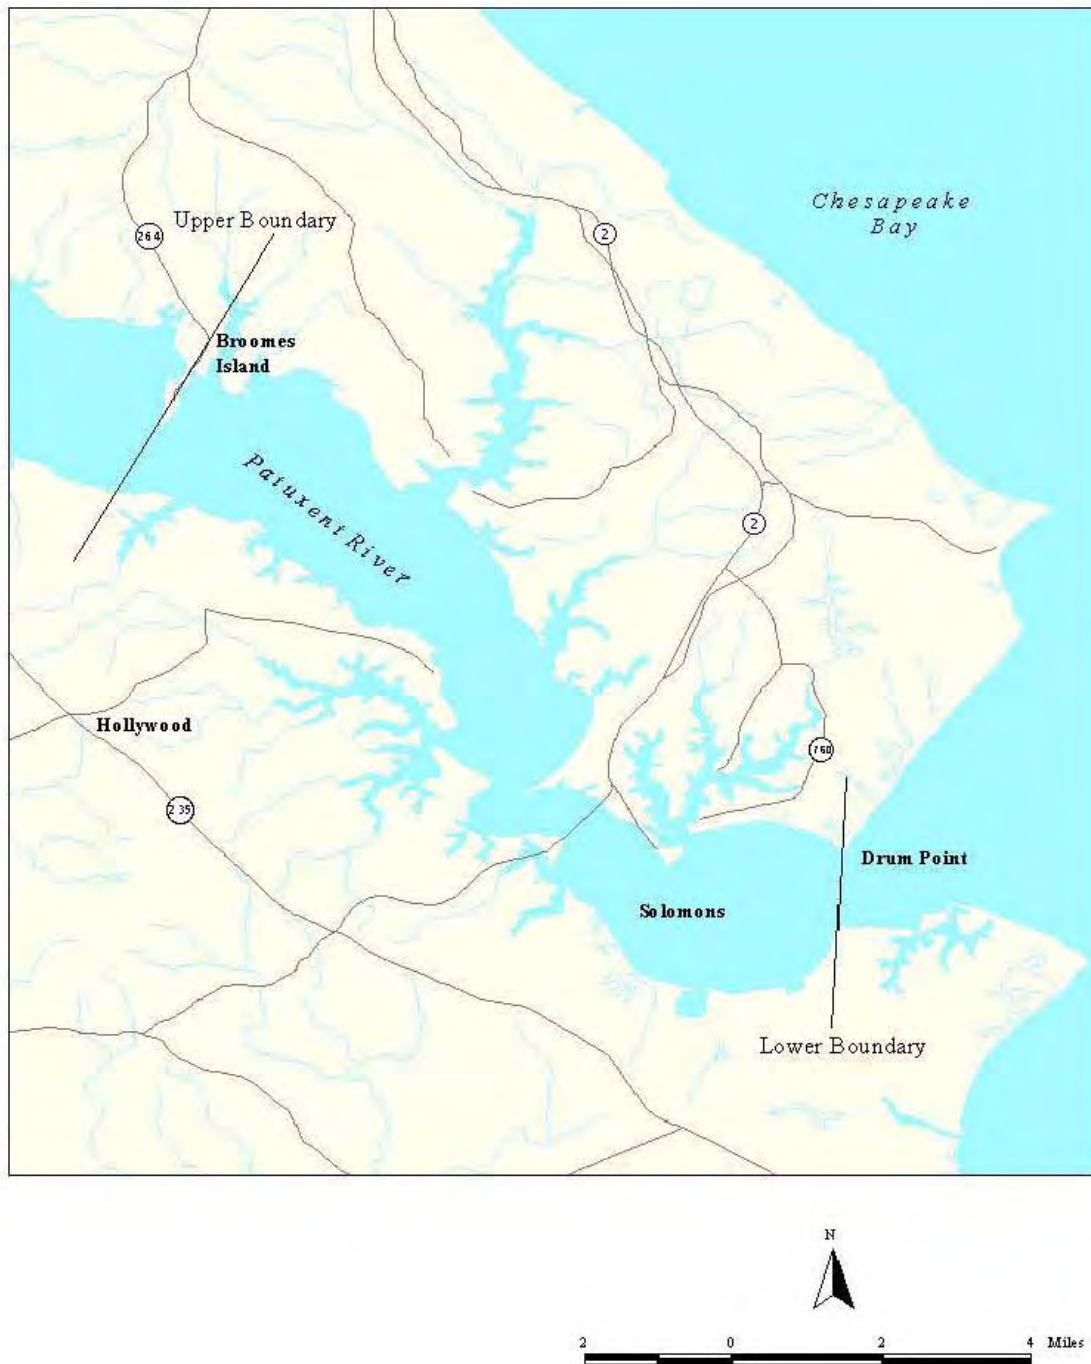 Chesapeake
Bay
Upper Boundary
264
2
Broomes
Island
Patuxent River
2
Hollywood
760
235
Drum Point
Solomons
Lower Boundary
N
2 0 2 4 Miles